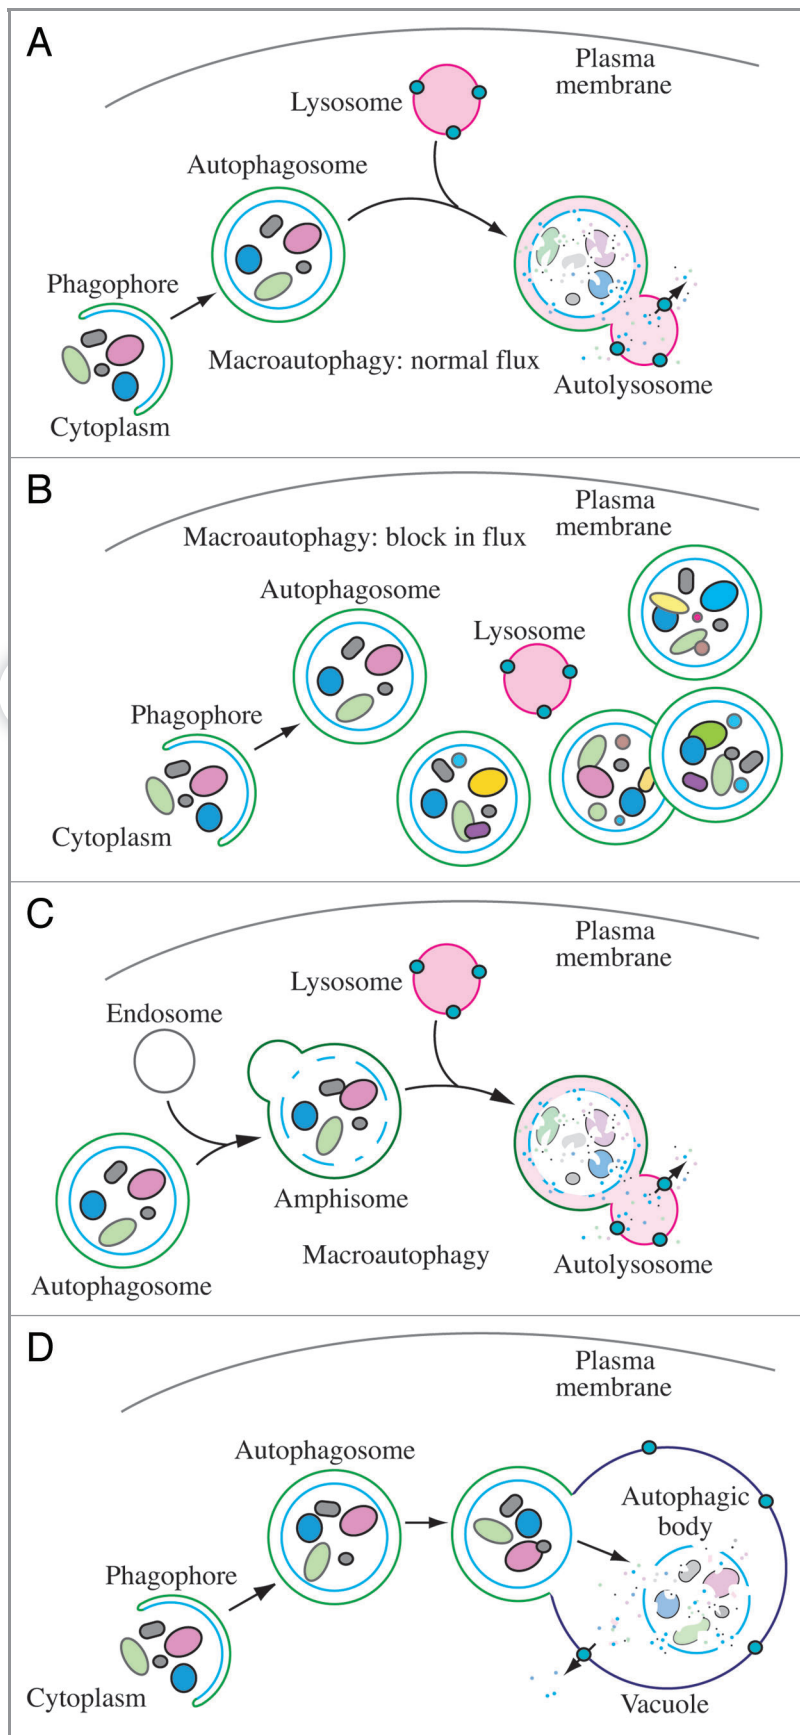 A
Plasma
membrane
Lysosome
Autophagosome
Phagophore
Macroautophagy: normal flux
Autolysosome
Cytoplasm
B
Plasma
membrane
Macroautophagy: block in flux
Autophagosome
Lysosome
Phagophore
Cytoplasm
C
Plasma
membrane
Lysosome
Endosome
Amphisome
Macroautophagy
Autolysosome
Autophagosome
D
Plasma
membrane
Autophagosome
Autophagic
body
Phagophore
Cytoplasm
Vacuole